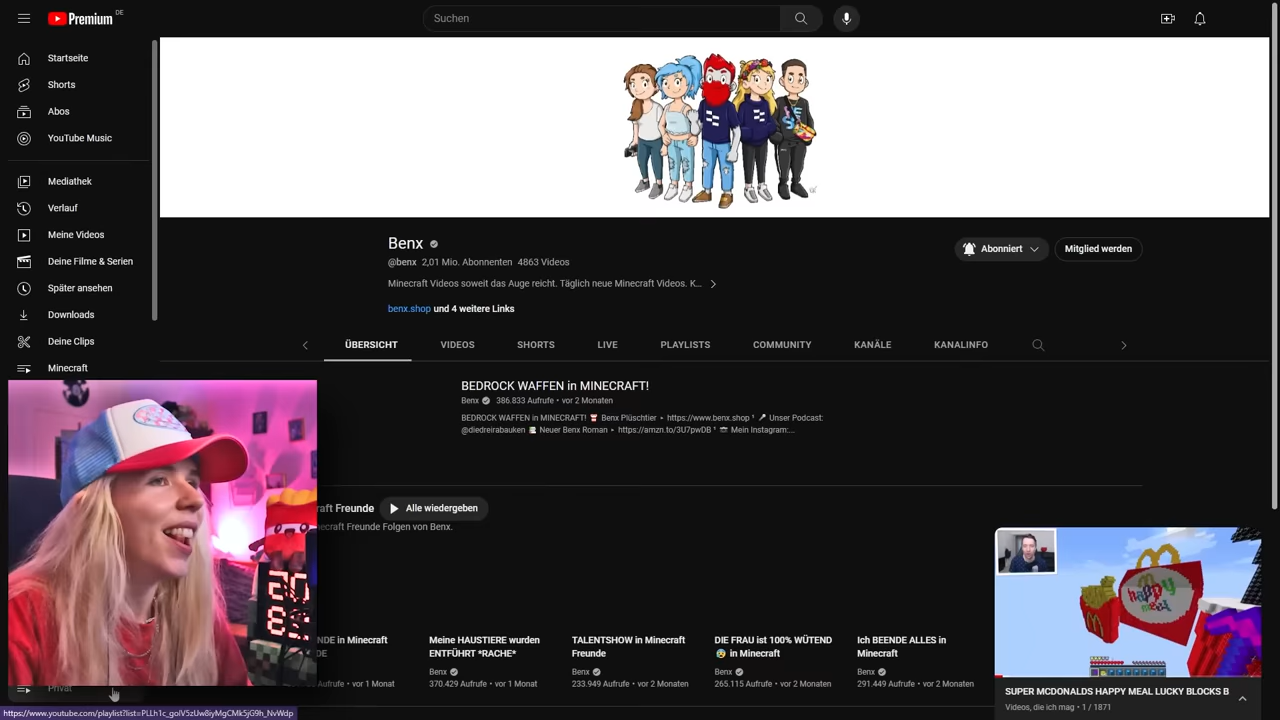 Premium DE
Suchen
Startseite
Shorts
Abos
YouTube Music
Mediathek
Verlauf
Meine Videos
Deine Filme & Serien
Später ansehen
Downloads
Deine Clips
Minecraft
Privat
Benx
@benx 2,01 Mio. Abonnenten 4863 Videos
Minecraft Videos soweit das Auge reicht. Täglich neue Minecraft Videos. K...
benx.shop und 4 weitere Links
Abonniert
Mitglied werden
ÜBERSICHT VIDEOS SHORTS LIVE PLAYLISTS COMMUNITY KANÄLE KANALINFO
BEDROCK WAFFEN in MINECRAFT!
Benx 386.833 Aufrufe • vor 2 Monaten
BEDROCK WAFFEN in MINECRAFT! Benx Plüschtier ▸ https://www.benx.shop ¹ Unser Podcast:
@diedreirabauken Neuer Benx Roman ▸ https://amzn.to/3U7pwDB ¹ Mein Instagram:...
raft Freunde Alle wiedergeben
necraft Freunde Folgen von Benx.
NDE in Minecraft
DE
ufrufe • vor 1 Monat
Meine HAUSTIERE wurden
ENTFÜHRT *RACHE*
Benx
370.429 Aufrufe • vor 1 Monat
TALENTSHOW in Minecraft
Freunde
Benx
233.949 Aufrufe • vor 2 Monaten
DIE FRAU ist 100% WÜTEND
in Minecraft
Benx
265.115 Aufrufe • vor 2 Monaten
Ich BEENDE ALLES in
Minecraft
Benx
291.449 Aufrufe • vor 2 Monaten
happy
meal
SUPER MCDONALDS HAPPY MEAL LUCKY BLOCKS B
Videos, die ich mag • 1 / 1871
https://www.youtube.com/playlist?list=PLLh1c_goIV5zUw8iyMgCMk5jG9h_NvWdp